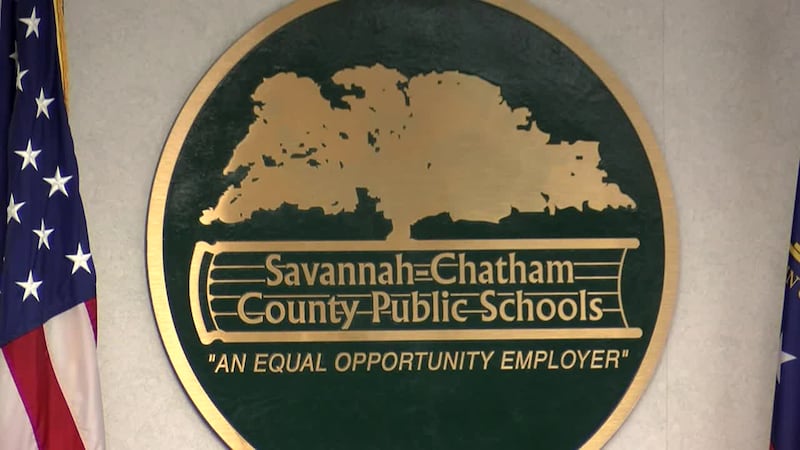 Savannah-Chatham
County Public Schools
"AN EQUAL OPPORTUNITY EMPLOYER"